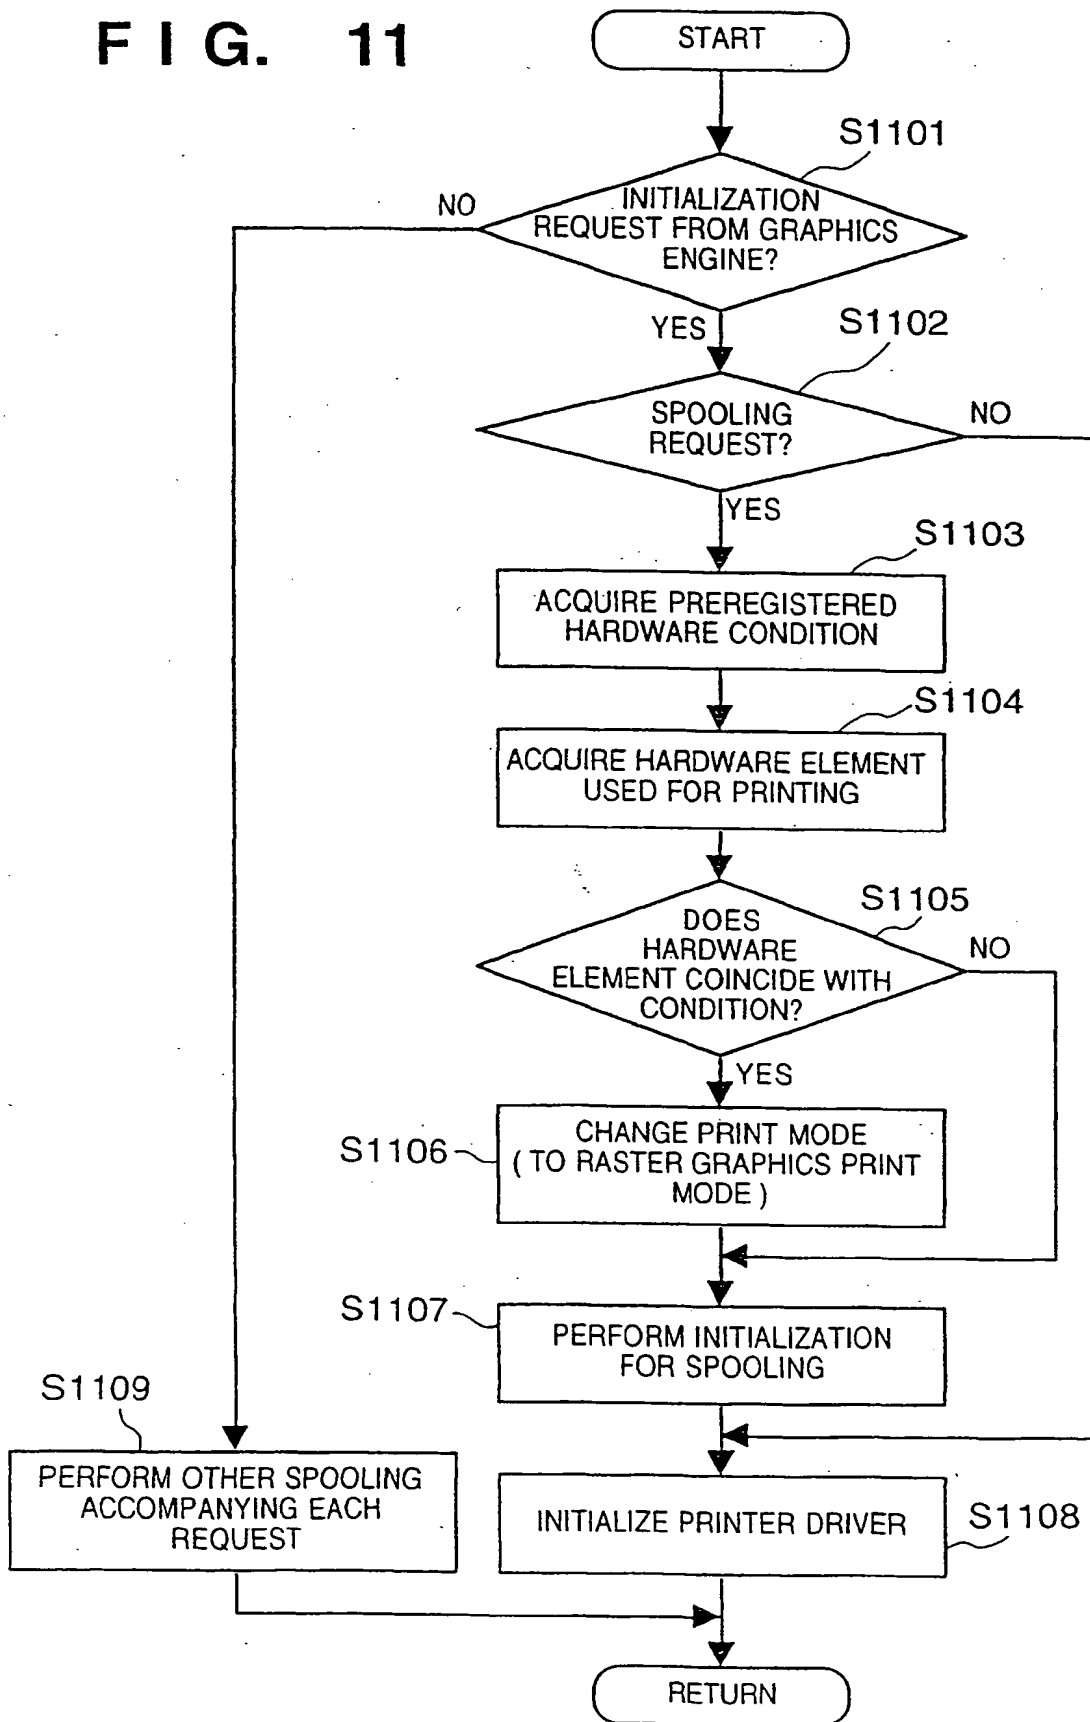 FIG. 11
START
S1101
INITIALIZATION
REQUEST FROM GRAPHICS
ENGINE?
NO
YES
S1102
SPOOLING
REQUEST?
NO
YES
S1103
ACQUIRE PREREGISTERED
HARDWARE CONDITION
S1104
ACQUIRE HARDWARE ELEMENT
USED FOR PRINTING
S1105
DOES
HARDWARE
ELEMENT COINCIDE WITH
CONDITION?
NO
YES
S1106
CHANGE PRINT MODE
( TO RASTER GRAPHICS PRINT
MODE )
S1107
PERFORM INITIALIZATION
FOR SPOOLING
S1109
PERFORM OTHER SPOOLING
ACCOMPANYING EACH
REQUEST
INITIALIZE PRINTER DRIVER
S1108
RETURN